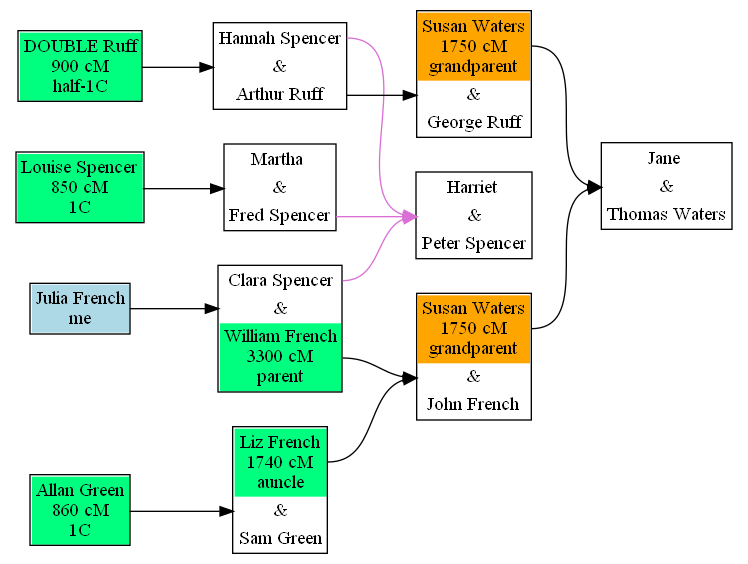 DOUBLE Ruff
900 cM
half-1C
Louise Spencer
850 cM
1C
Julia French
me
Allan Green
860 cM
1C
Hannah Spencer
&
Arthur Ruff
Martha
&
Fred Spencer
Clara Spencer
&
William French
3300 cM
parent
Liz French
1740 cM
auncle
&
Sam Green
Susan Waters
1750 cM
grandparent
&
George Ruff
Harriet
&
Peter Spencer
Susan Waters
1750 cM
grandparent
&
John French
Jane
&
Thomas Waters